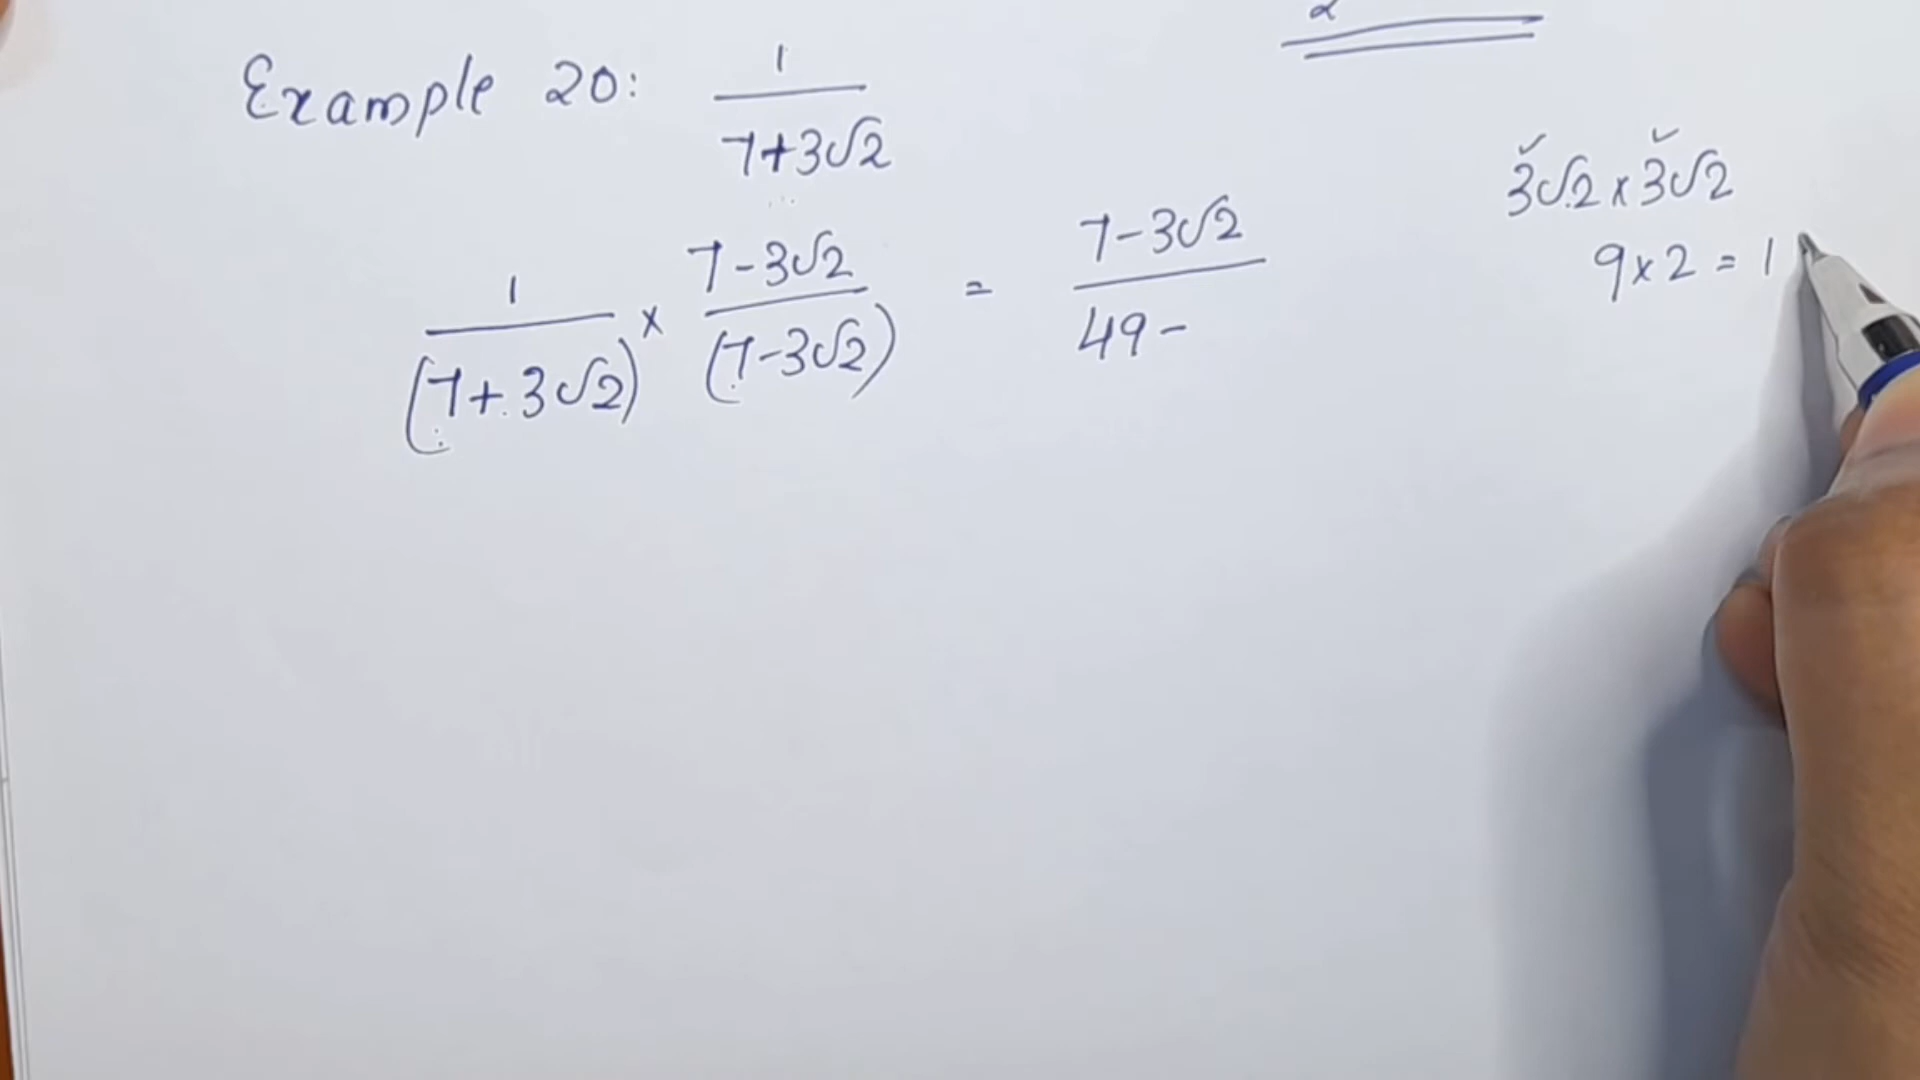 2
Example 20: 1/(7+3√2)
1/(7+3√2) × (7-3√2)/(7-3√2) = (7-3√2)/(49-
3√2 × 3√2
9×2 = 1